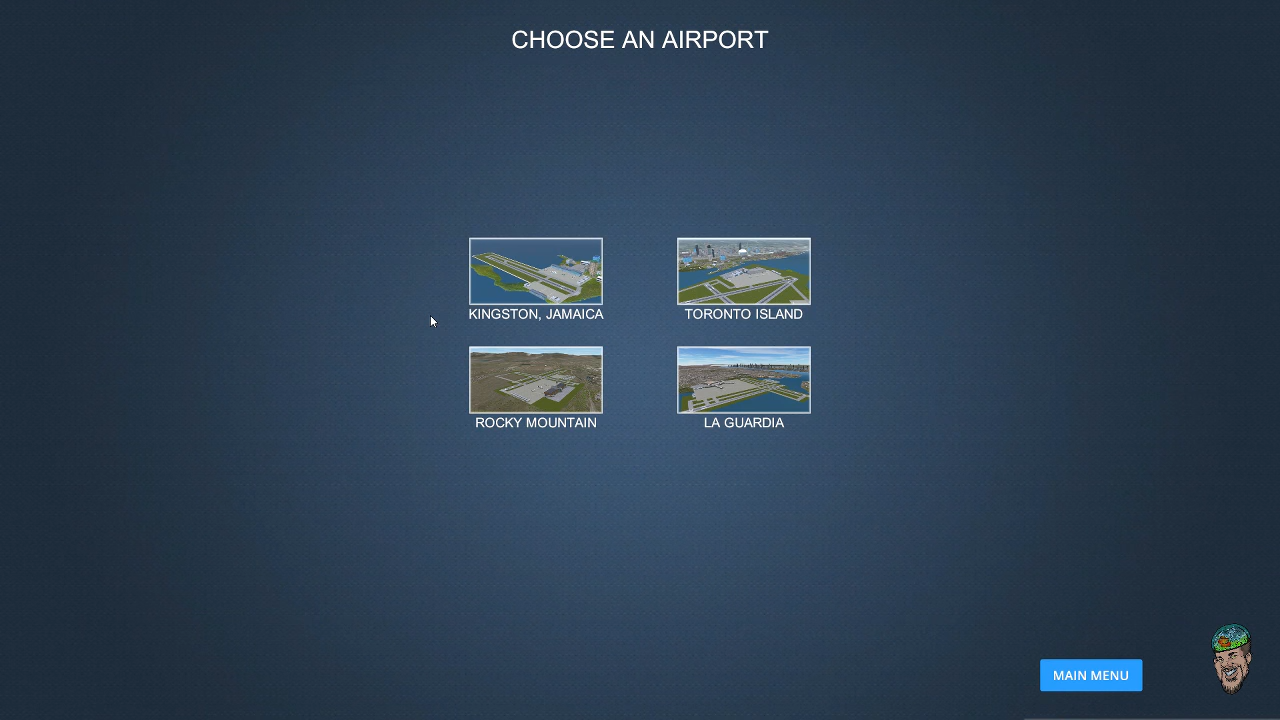 CHOOSE AN AIRPORT
KINGSTON, JAMAICA
TORONTO ISLAND
ROCKY MOUNTAIN
LA GUARDIA
MAIN MENU